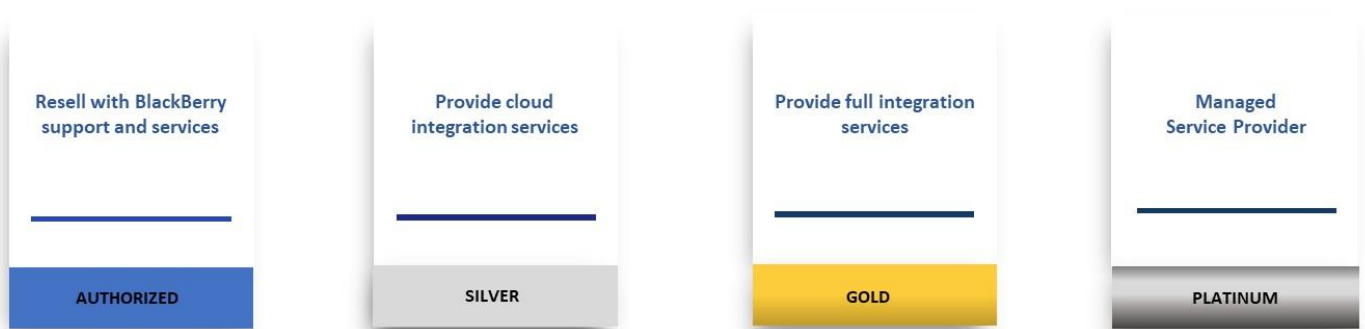 Resell with BlackBerry
support and services
AUTHORIZED
Provide cloud
integration services
SILVER
Provide full integration
services
GOLD
Managed
Service Provider
PLATINUM